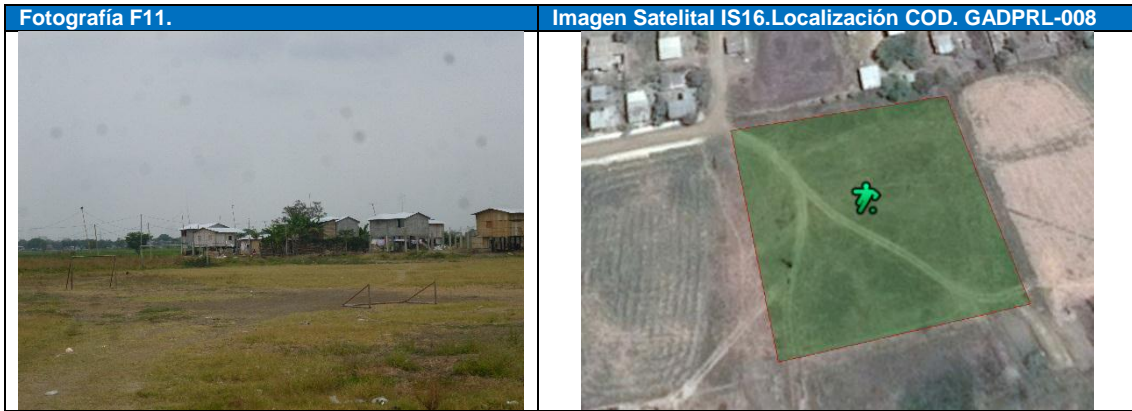 Fotografía F11.
Imagen Satelital IS16.Localización COD. GADPRL-008